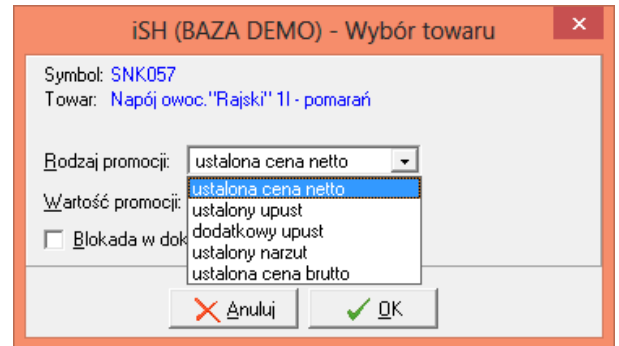 iSH (BAZA DEMO) - Wybór towaru
Symbol: SNK057
Towar: Napój owoc."Rajski" 1l - pomarań
Rodzaj promocji: ustalona cena netto
ustalona cena netto
Wartość promocji:
ustalony upust
dodatkowy upust
Blokada w dok
ustalony narzut
ustalona cena brutto
Anuluj OK